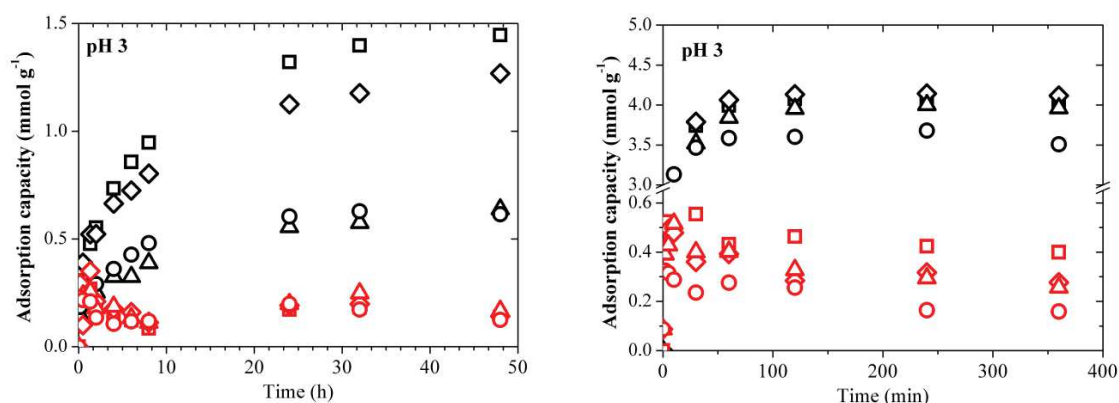 1.5
pH 3
1.0
0.5
0.0
0 10 20 30 40 50
Time (h)
Adsorption capacity (mmol g⁻¹)
5.0
pH 3
4.5
4.0
3.5
3.0
0.6
0.4
0.2
0.0
0 100 200 300 400
Time (min)
Adsorption capacity (mmol g⁻¹)